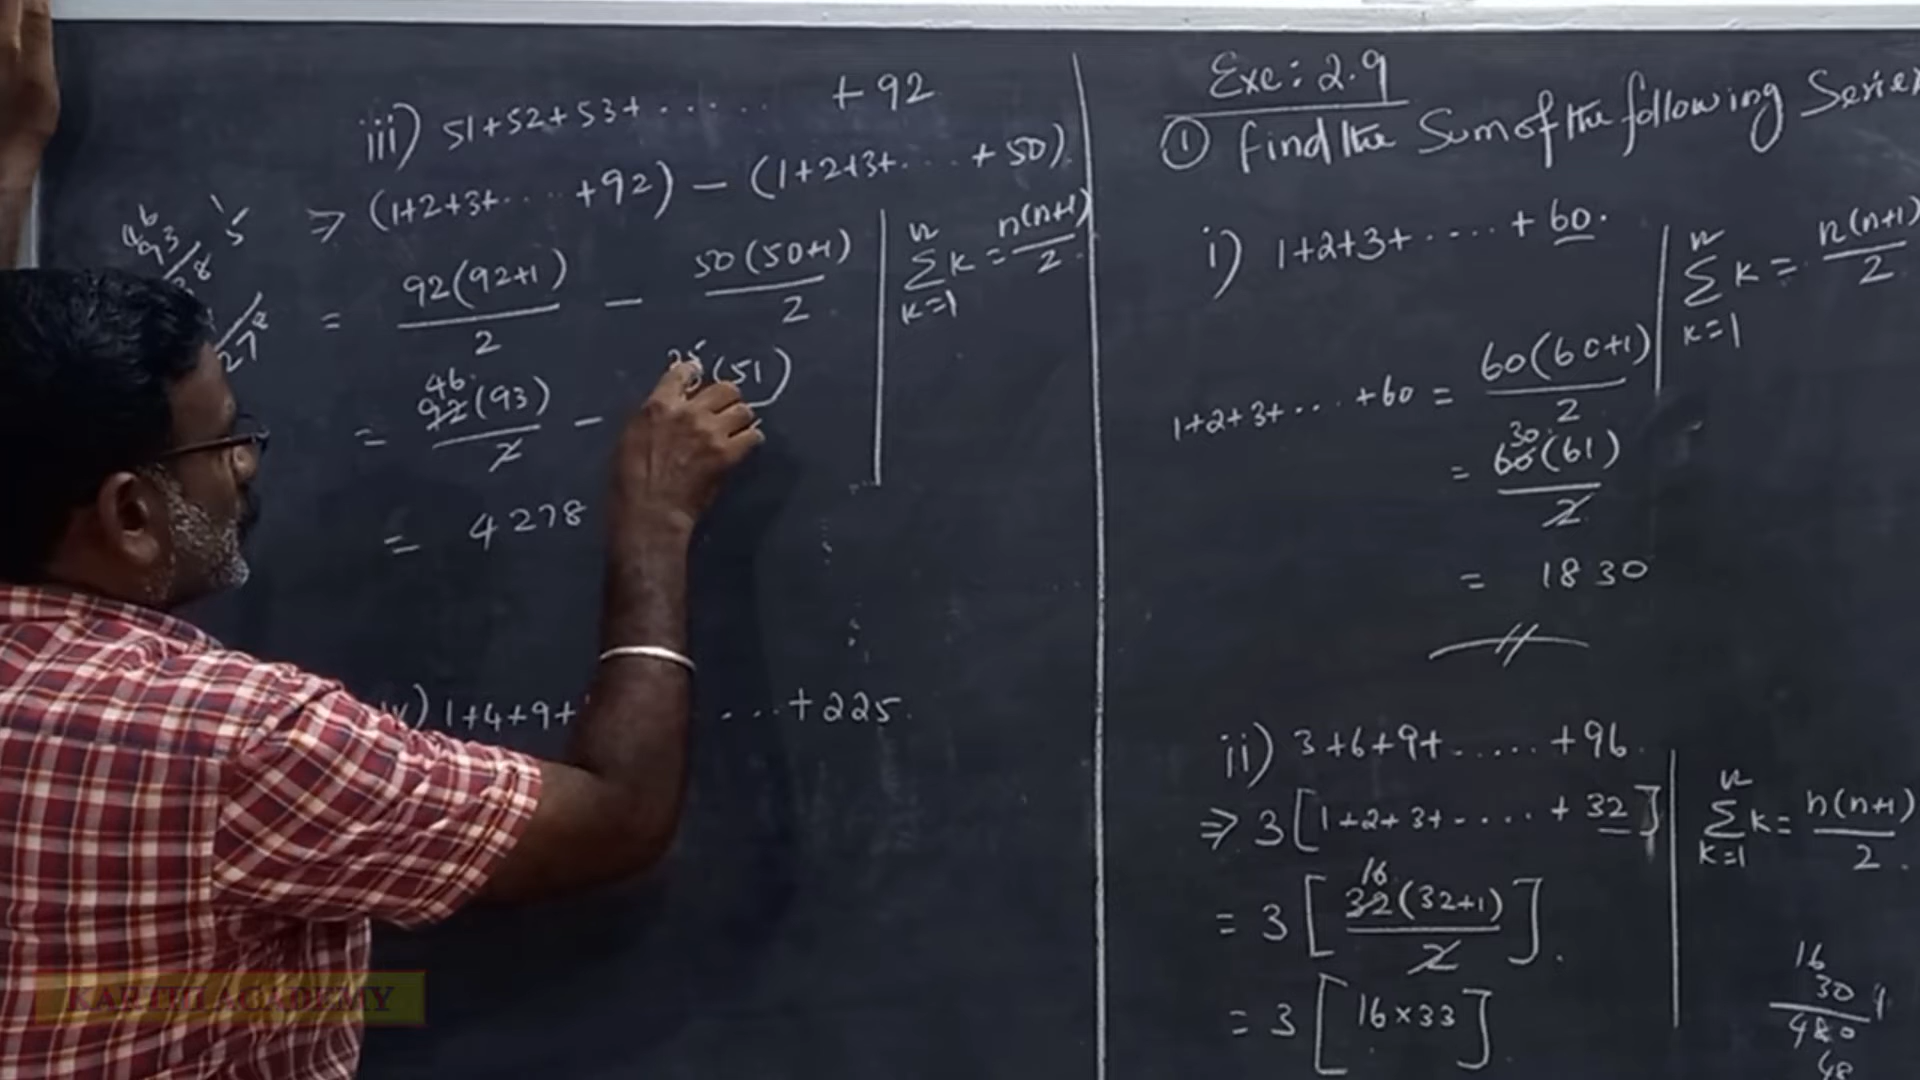 iii) 51+52+53+ ...... +92
⇒ (1+2+3+ .... +92) − (1+2+3+ .... +50)
= 92(92+1)/2 − 50(50+1)/2
n
∑ k = n(n+1)/2
k=1
46
= 92(93)/2 − (51)
= 4278
1+4+9+ .... +225.
Exe: 2.9
① Find the Sum of the following Series
i) 1+2+3+ ..... + 60.
n
∑ k = n(n+1)/2
k=1
1+2+3+ .... +60 = 60(60+1)/2
30
= 60(61)/2
= 1830
ii) 3+6+9+ ..... +96.
⇒ 3[1+2+3+ ..... + 32]
n
∑ k = n(n+1)/2
k=1
16
= 3[32(32+1)/2].
= 3[16×33]
16
30
480
48
KARTHI ACADEMY